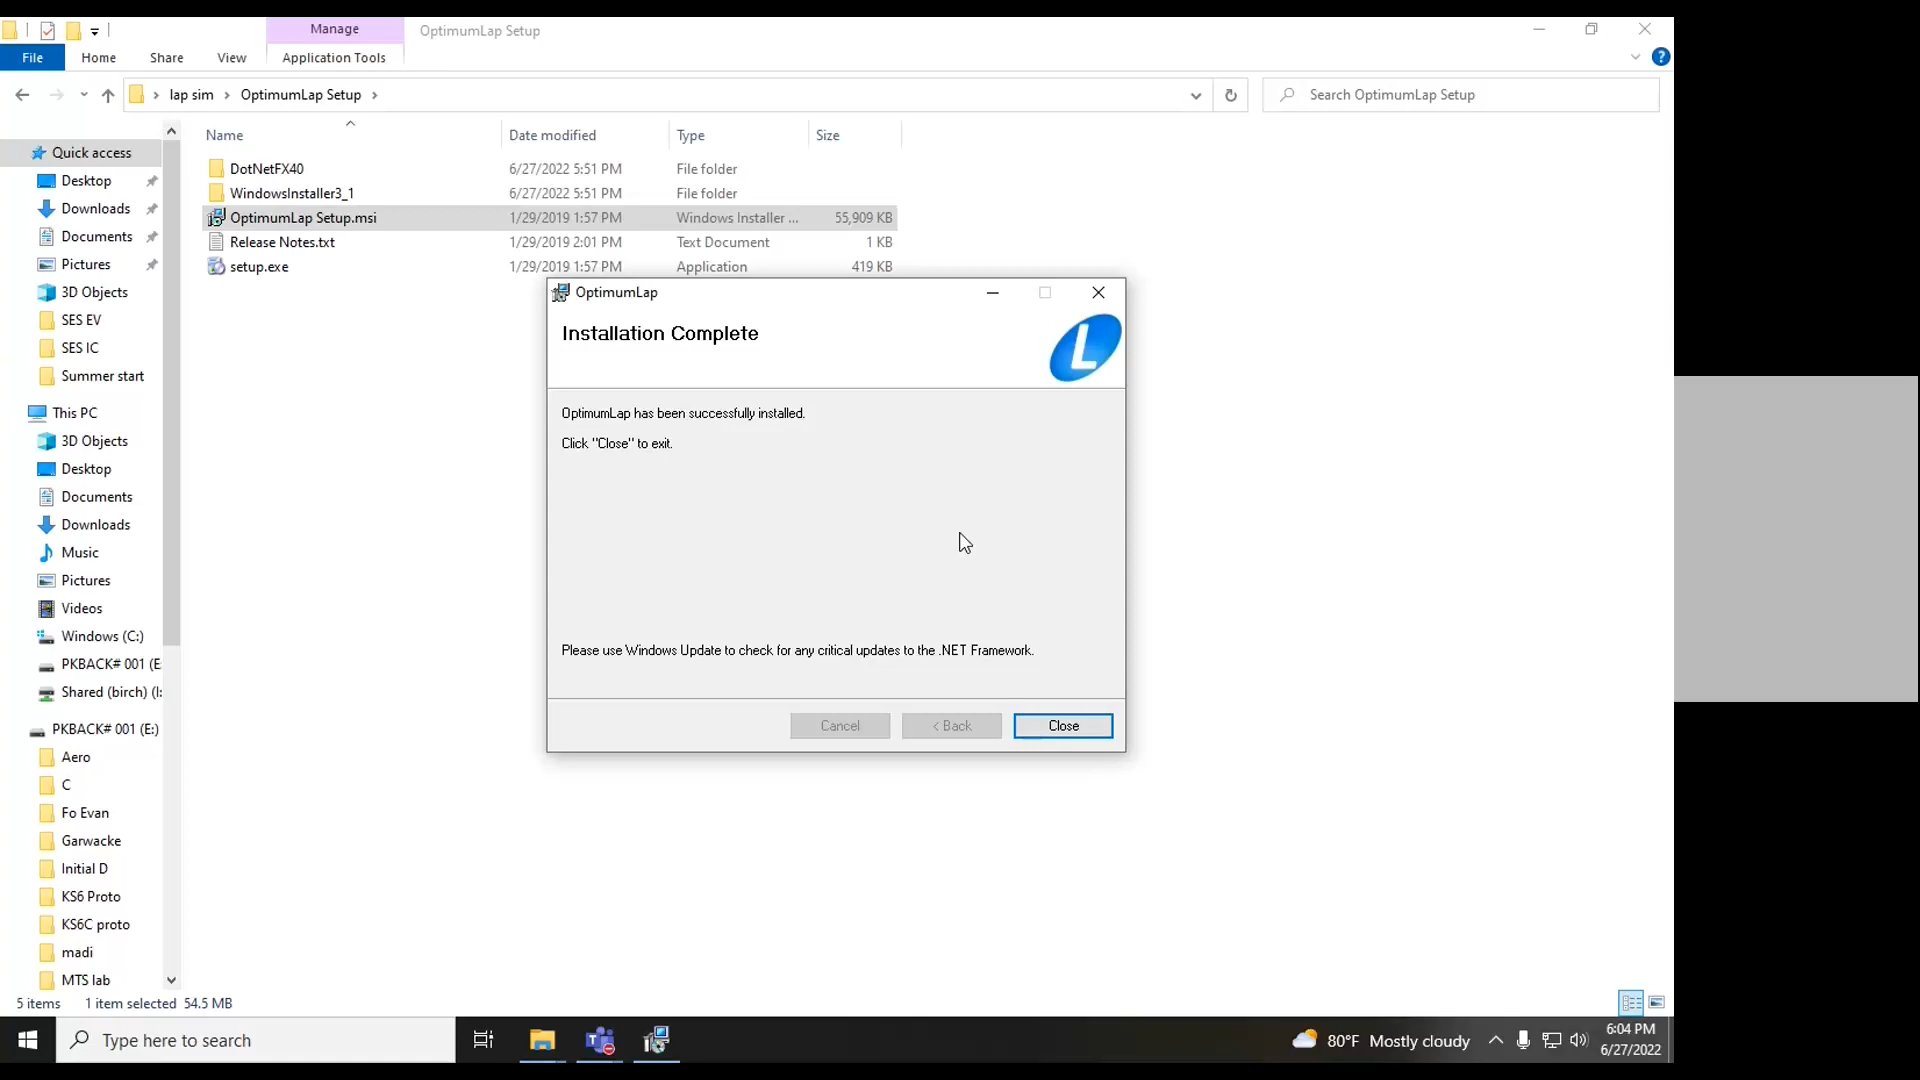 Manage
OptimumLap Setup
File
Home
Share
View
Application Tools
lap sim
OptimumLap Setup
Search OptimumLap Setup
Name
Date modified
Type
Size
Quick access
Desktop
Downloads
Documents
Pictures
3D Objects
SES EV
SES IC
Summer start
This PC
3D Objects
Desktop
Documents
Downloads
Music
Pictures
Videos
Windows (C:)
PKBACK# 001 (E:
Shared (birch) (I:
PKBACK# 001 (E:)
Aero
C
Fo Evan
Garwacke
Initial D
KS6 Proto
KS6C proto
madi
MTS lab
DotNetFX40 6/27/2022 5:51 PM File folder
WindowsInstaller3_1 6/27/2022 5:51 PM File folder
OptimumLap Setup.msi 1/29/2019 1:57 PM Windows Installer ... 55,909 KB
Release Notes.txt 1/29/2019 2:01 PM Text Document 1 KB
setup.exe 1/29/2019 1:57 PM Application 419 KB
OptimumLap
Installation Complete
L
OptimumLap has been successfully installed.
Click "Close" to exit.
Please use Windows Update to check for any critical updates to the .NET Framework.
Cancel
< Back
Close
5 items
1 item selected 54.5 MB
Type here to search
80°F Mostly cloudy
6:04 PM
6/27/2022